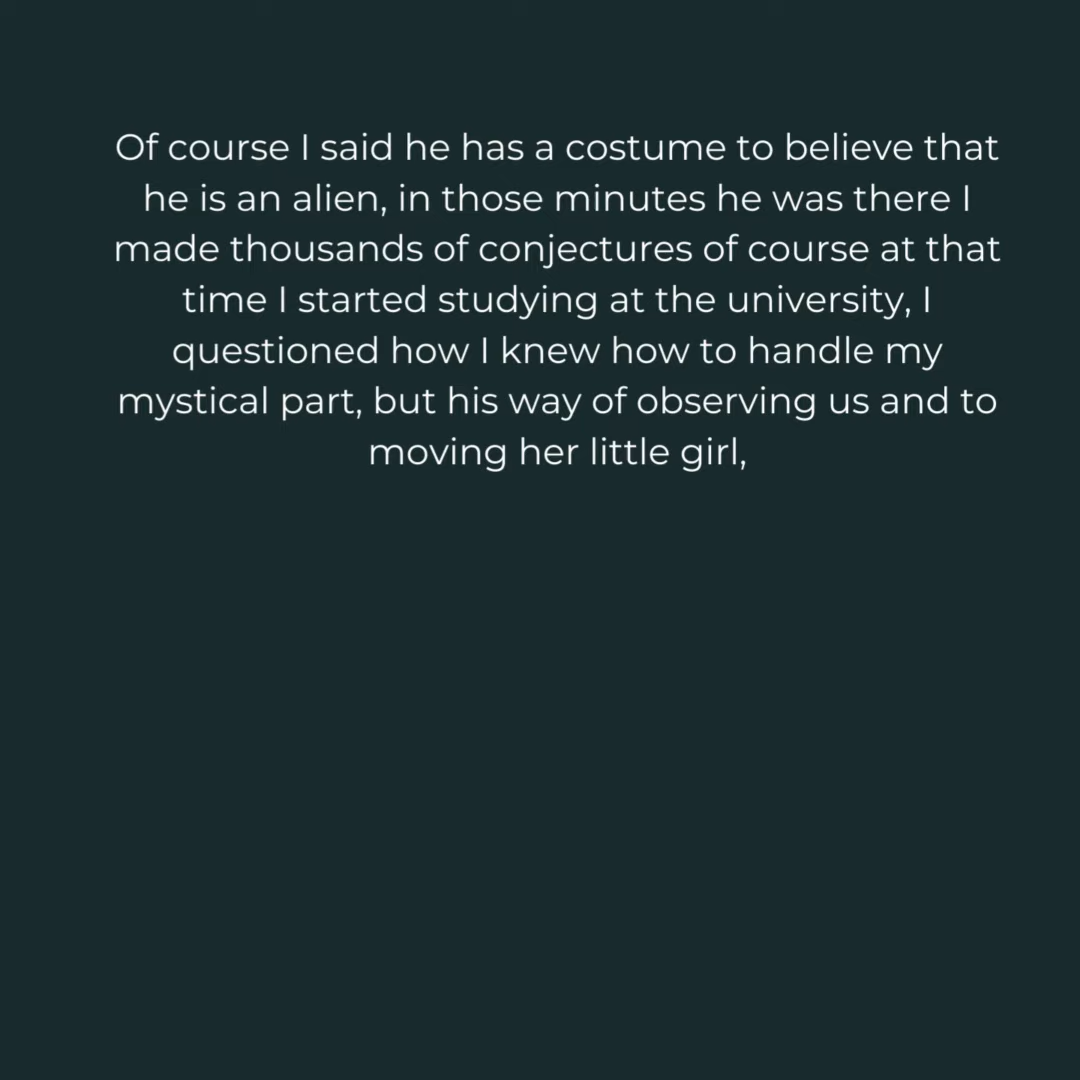 Of course I said he has a costume to believe that
he is an alien, in those minutes he was there I
made thousands of conjectures of course at that
time I started studying at the university, I
questioned how I knew how to handle my
mystical part, but his way of observing us and to
moving her little girl,